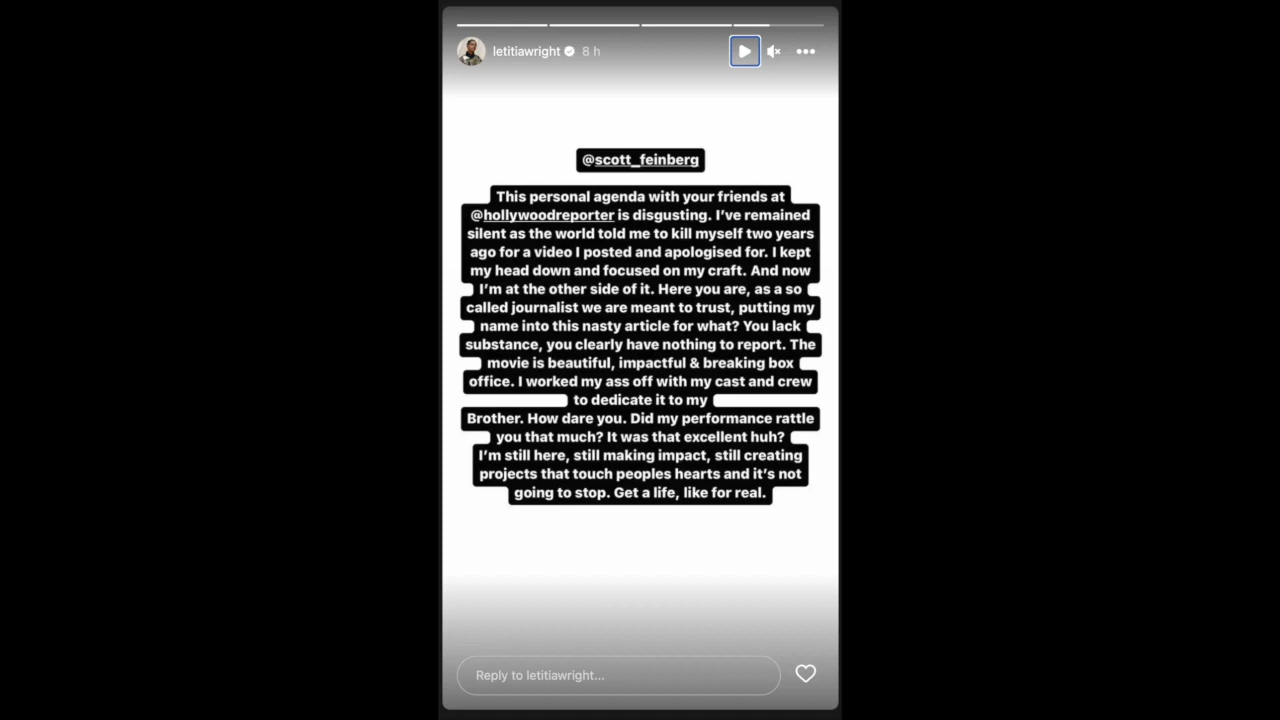 letitiawright 8 h
@scott_feinberg
This personal agenda with your friends at
@hollywoodreporter is disgusting. I’ve remained
silent as the world told me to kill myself two years
ago for a video I posted and apologised for. I kept
my head down and focused on my craft. And now
I’m at the other side of it. Here you are, as a so
called journalist we are meant to trust, putting my
name into this nasty article for what? You lack
substance, you clearly have nothing to report. The
movie is beautiful, impactful & breaking box
office. I worked my ass off with my cast and crew
to dedicate it to my
Brother. How dare you. Did my performance rattle
you that much? It was that excellent huh?
I’m still here, still making impact, still creating
projects that touch peoples hearts and it’s not
going to stop. Get a life, like for real.
Reply to letitiawright...